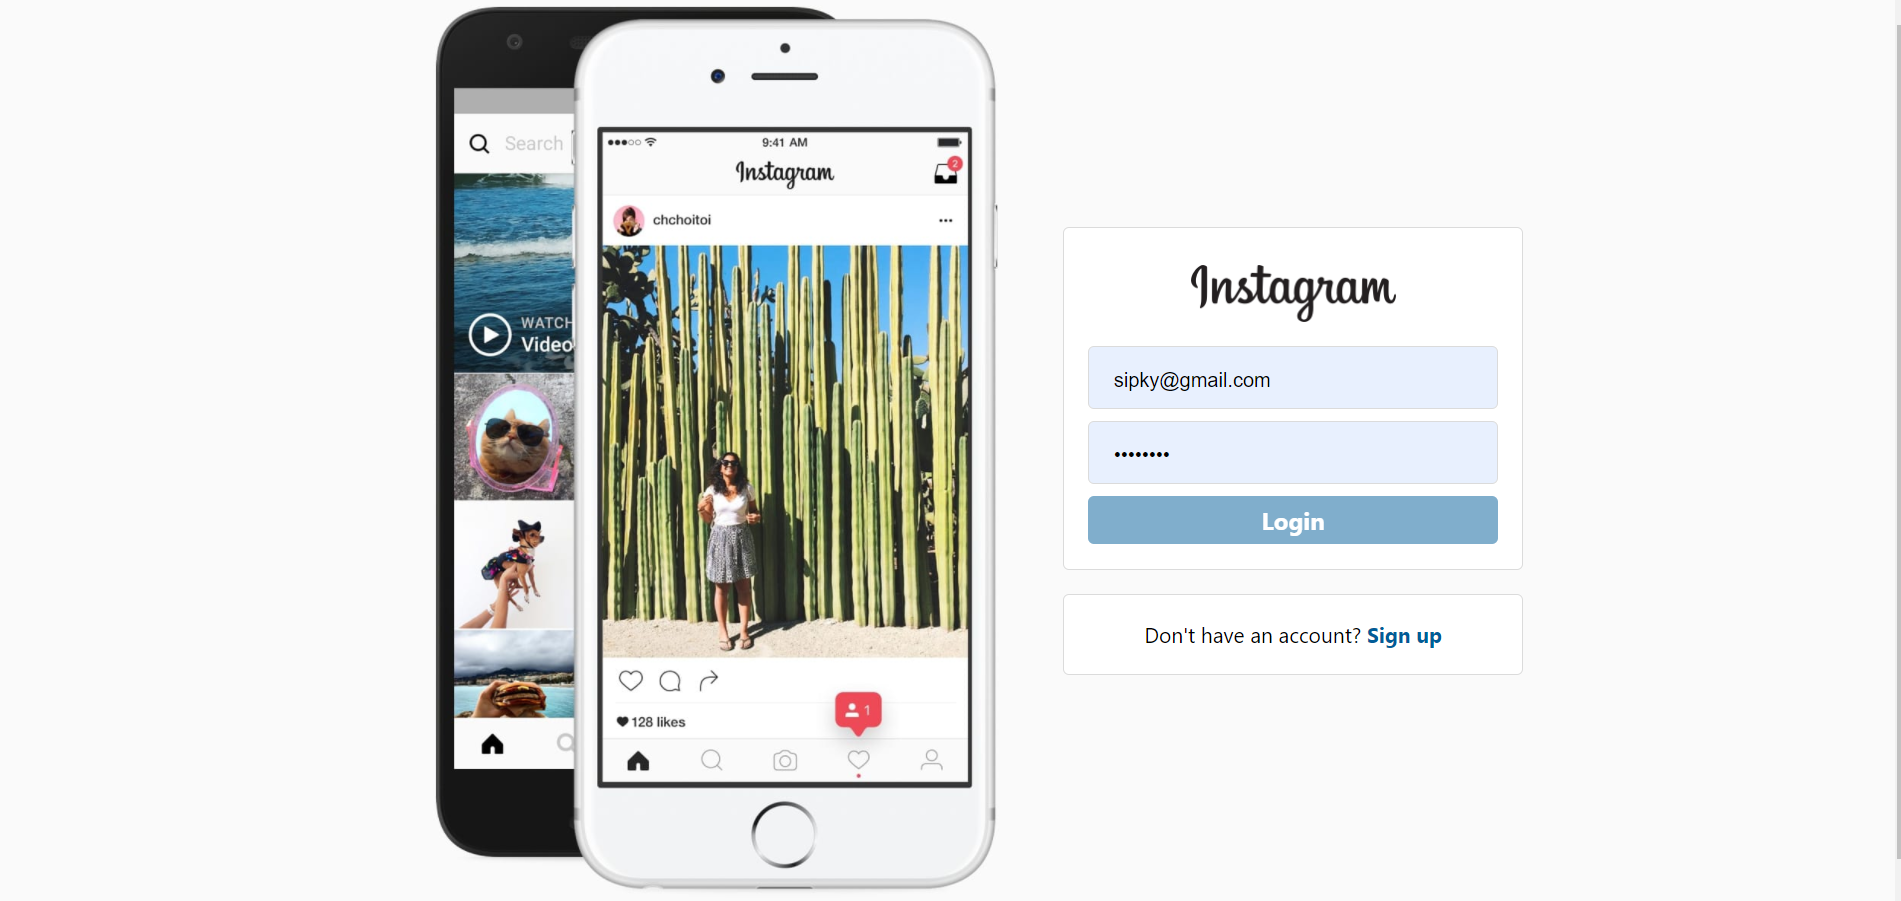 Search
WATCH
Video
9:41 AM
Instagram
2
chchoitoi
128 likes
1
Instagram
sipky@gmail.com
••••••••
Login
Don't have an account? Sign up